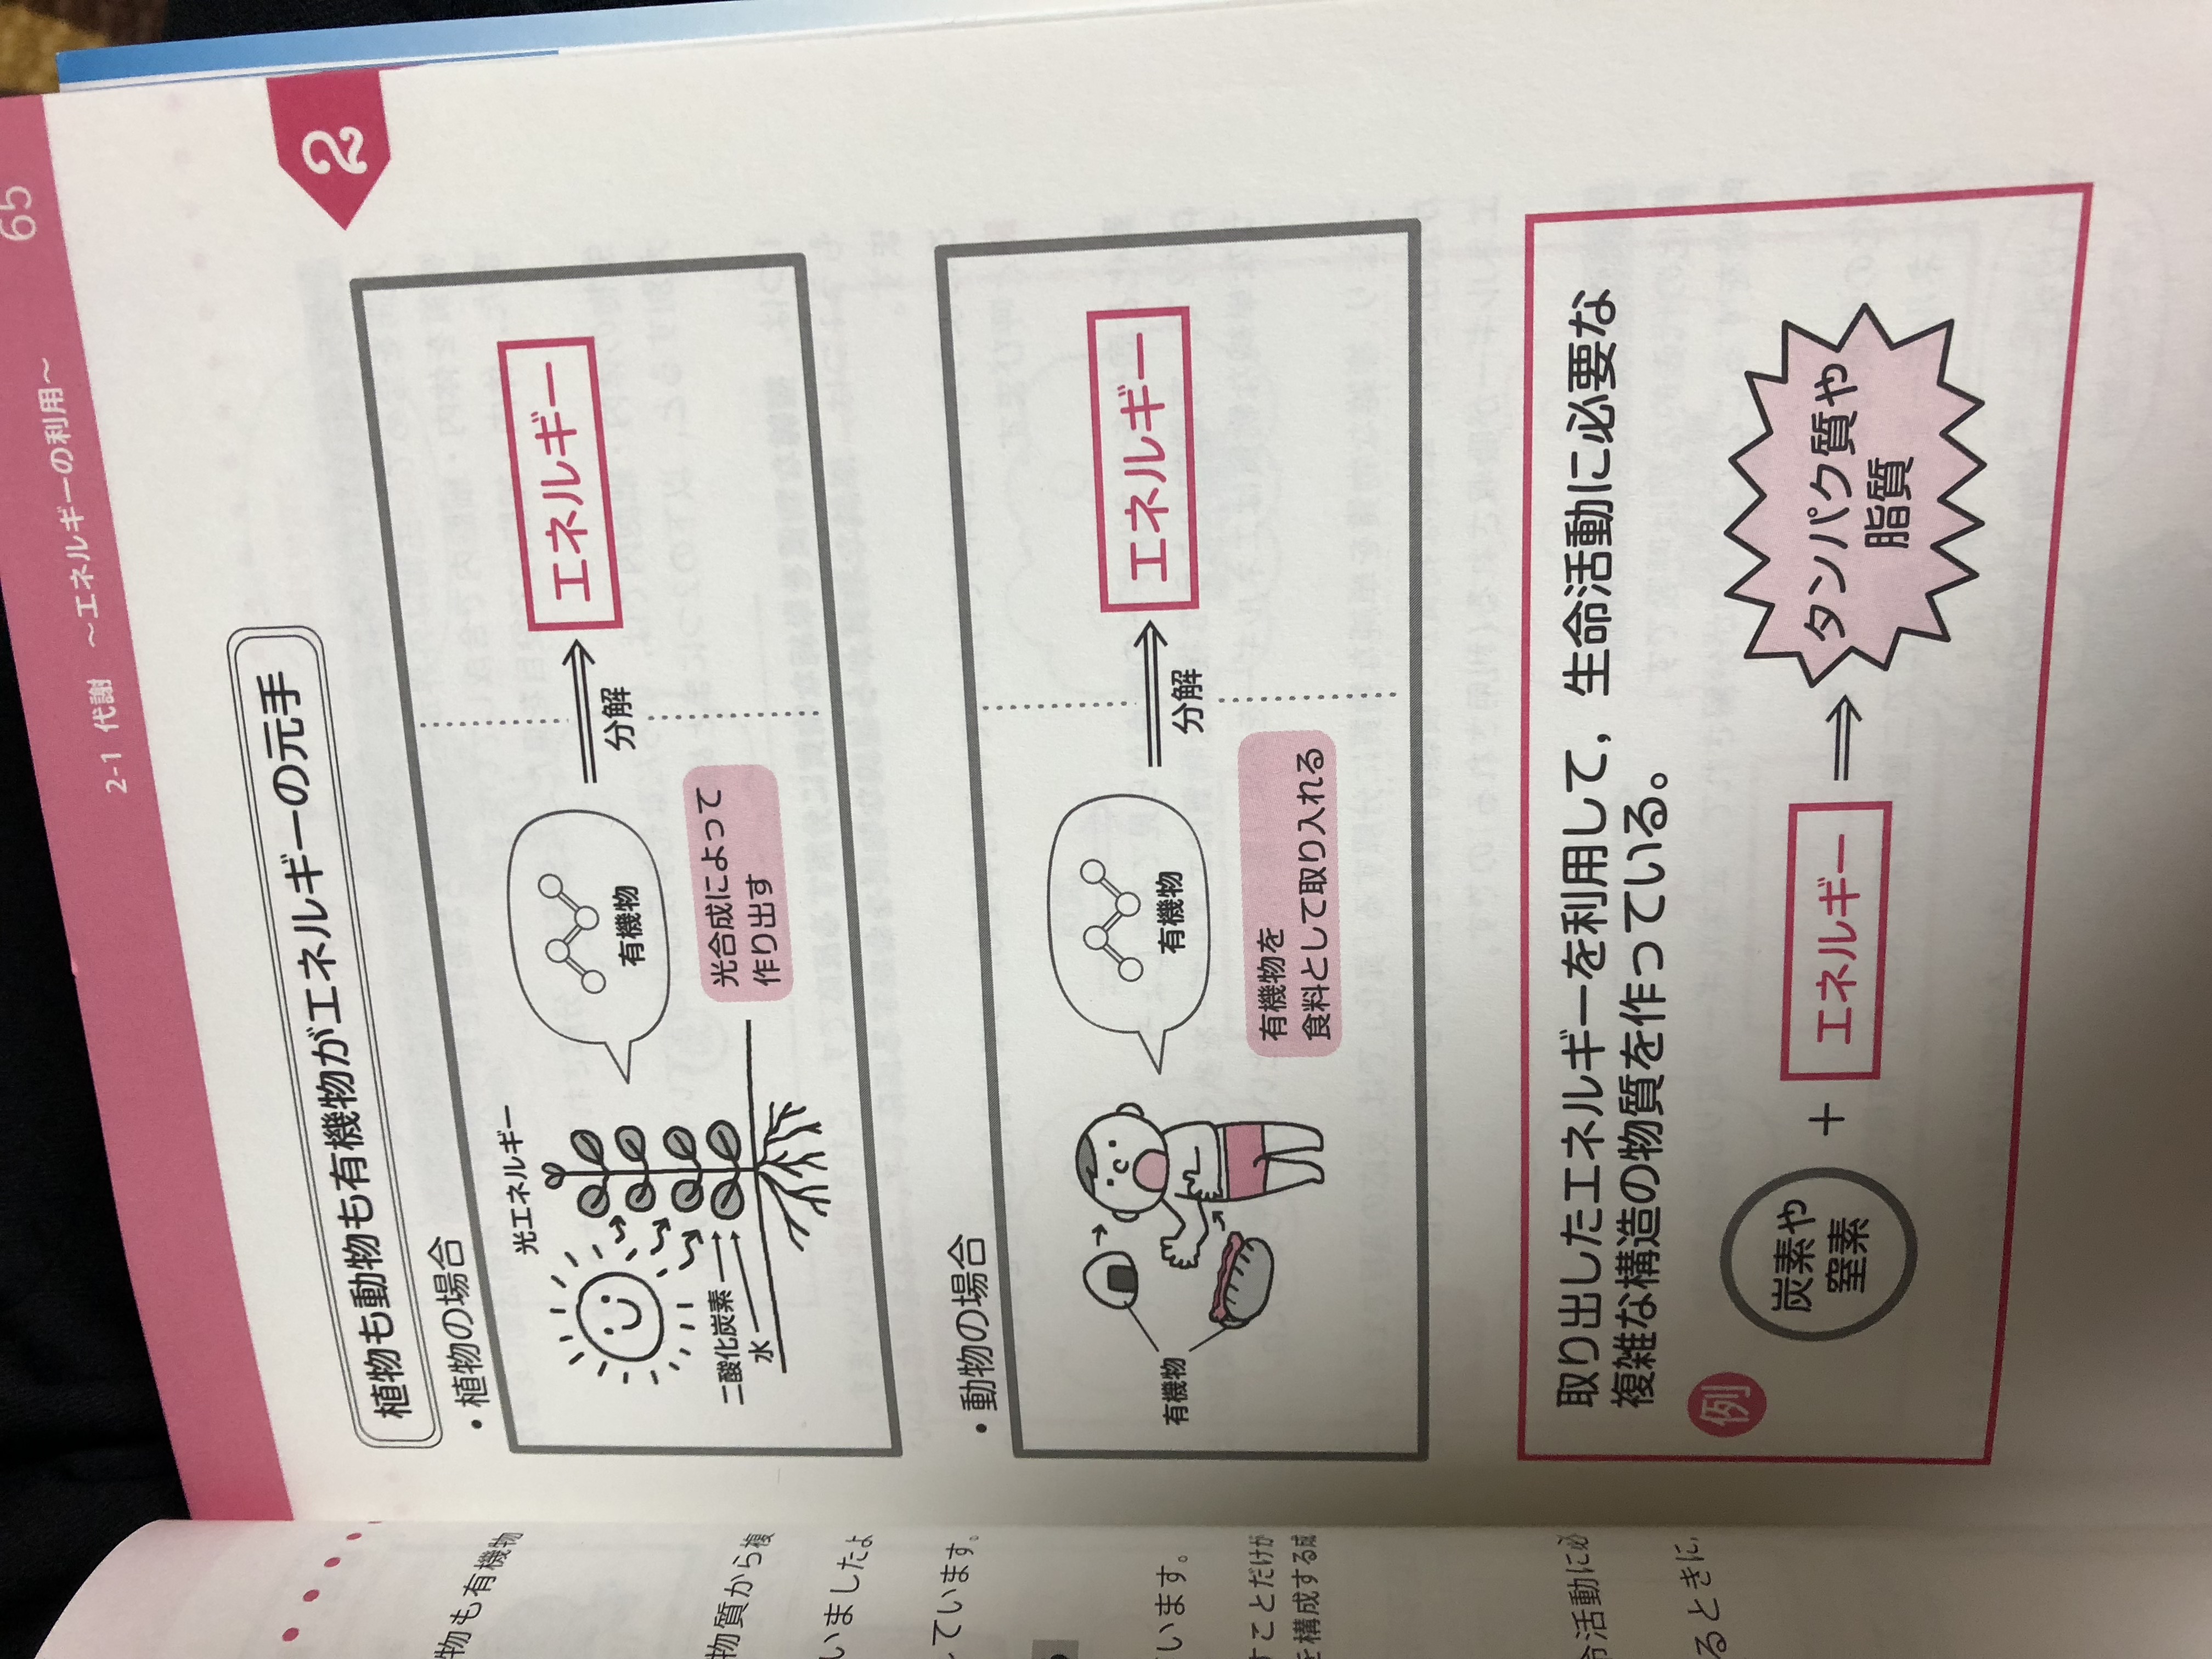 65
2-1 代謝 ～エネルギーの利用～
2
植物も動物も有機物がエネルギーの元手
・植物の場合
光エネルギー
二酸化炭素
水
有機物
光合成によって
作り出す
分解
エネルギー
・動物の場合
有機物
有機物
有機物を
食料として取り入れる
分解
エネルギー
取り出したエネルギーを利用して，生命活動に必要な
複雑な構造の物質を作っている。
例
炭素や
窒素
+
エネルギー
タンパク質や
脂質
物も有機物
物質から複
いましたよ
しています。
ています。
すことだけが
を構成する成
命活動に必
るときに，